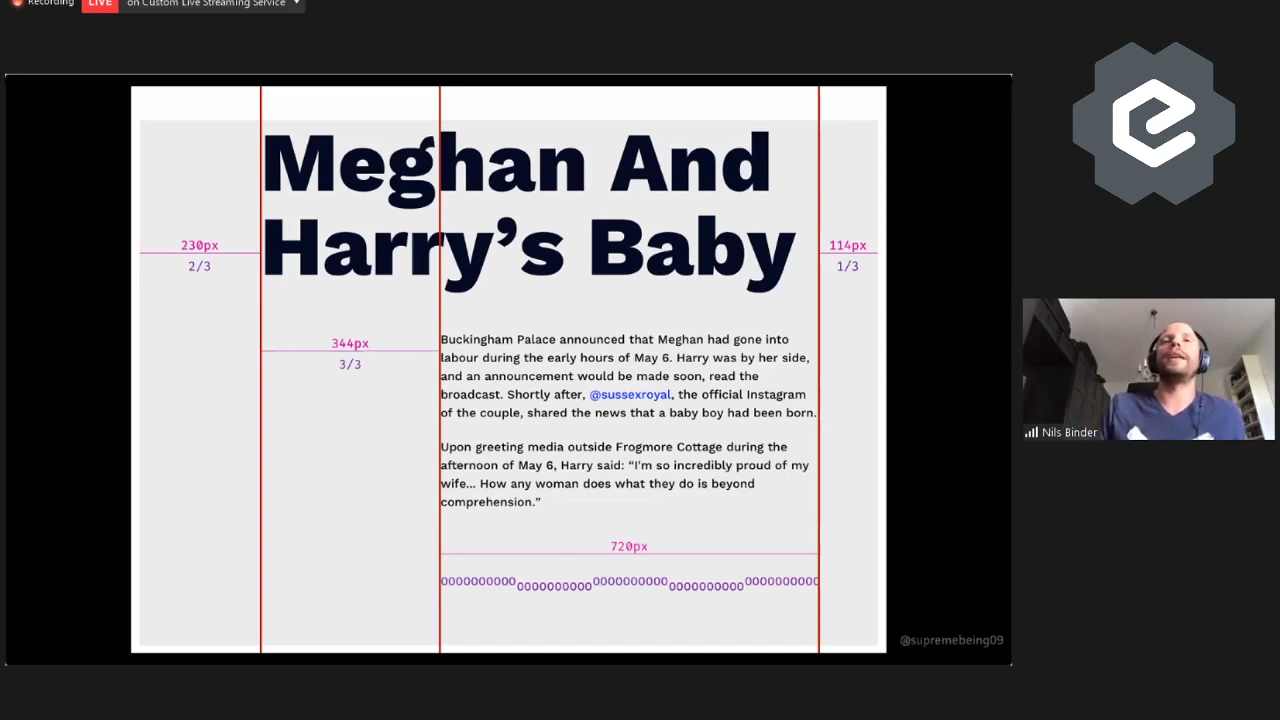 Recording
LIVE
on Custom Live Streaming Service
Meghan And
Harry’s Baby
230px
2/3
114px
1/3
344px
3/3
Buckingham Palace announced that Meghan had gone into
labour during the early hours of May 6. Harry was by her side,
and an announcement would be made soon, read the
broadcast. Shortly after, @sussexroyal, the official Instagram
of the couple, shared the news that a baby boy had been born.
Upon greeting media outside Frogmore Cottage during the
afternoon of May 6, Harry said: “I'm so incredibly proud of my
wife... How any woman does what they do is beyond
comprehension.”
720px
00000000000000000000000000000000000000000000000000
@supremebeing09
Nils Binder